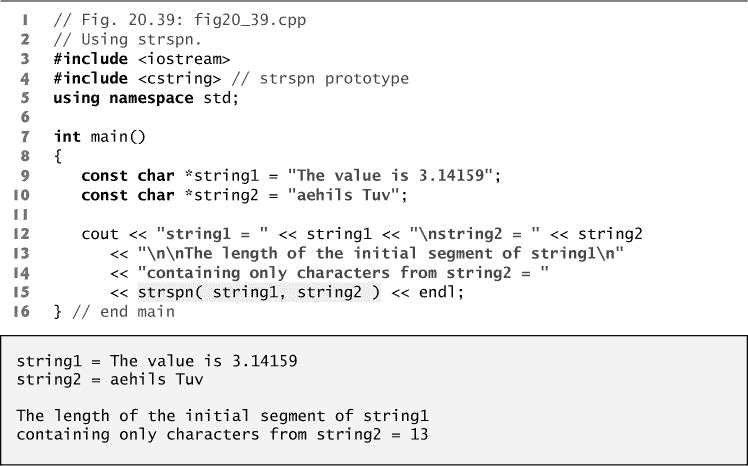 1 // Fig. 20.39: fig20_39.cpp
2 // Using strspn.
3 #include <iostream>
4 #include <cstring> // strspn prototype
5 using namespace std;
6
7 int main()
8 {
9 const char *string1 = "The value is 3.14159";
10 const char *string2 = "aehils Tuv";
11
12 cout << "string1 = " << string1 << "\nstring2 = " << string2
13 << "\n\nThe length of the initial segment of string1\n"
14 << "containing only characters from string2 = "
15 << strspn( string1, string2 ) << endl;
16 } // end main
string1 = The value is 3.14159
string2 = aehils Tuv
The length of the initial segment of string1
containing only characters from string2 = 13